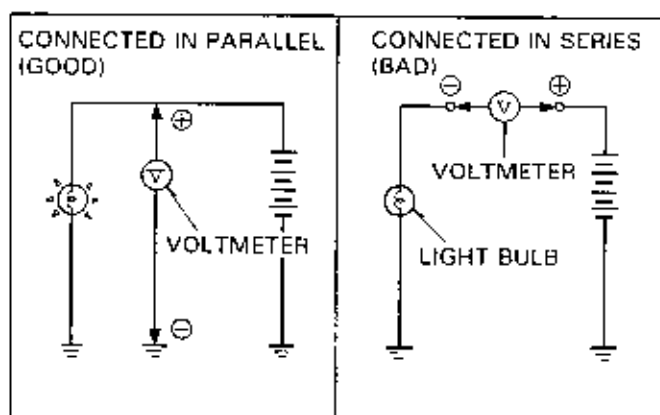 CONNECTED IN PARALLEL
(GOOD)
⊕
V
VOLTMETER
⊖
CONNECTED IN SERIES
(BAD)
⊖ V ⊕
VOLTMETER
LIGHT BULB